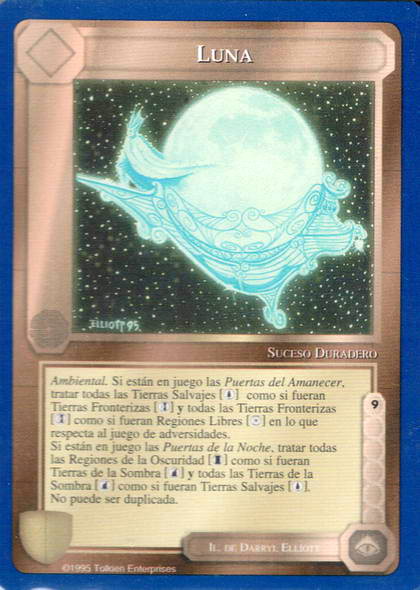 LUNA
ELLIOTT 95
SUCESO DURADERO
Ambiental. Si están en juego las Puertas del Amanecer,
tratar todas las Tierras Salvajes [ ] como si fueran
Tierras Fronterizas [ ] y todas las Tierras Fronterizas
[ ] como si fueran Regiones Libres [ ] en lo que
respecta al juego de adversidades.
Si están en juego las Puertas de la Noche, tratar todas
las Regiones de la Oscuridad [ ] como si fueran
Tierras de la Sombra [ ] y todas las Tierras de la
Sombra [ ] como si fueran Tierras Salvajes [ ].
No puede ser duplicada.
9
IL. DE DARRYL ELLIOTT
©1995 Tolkien Enterprises